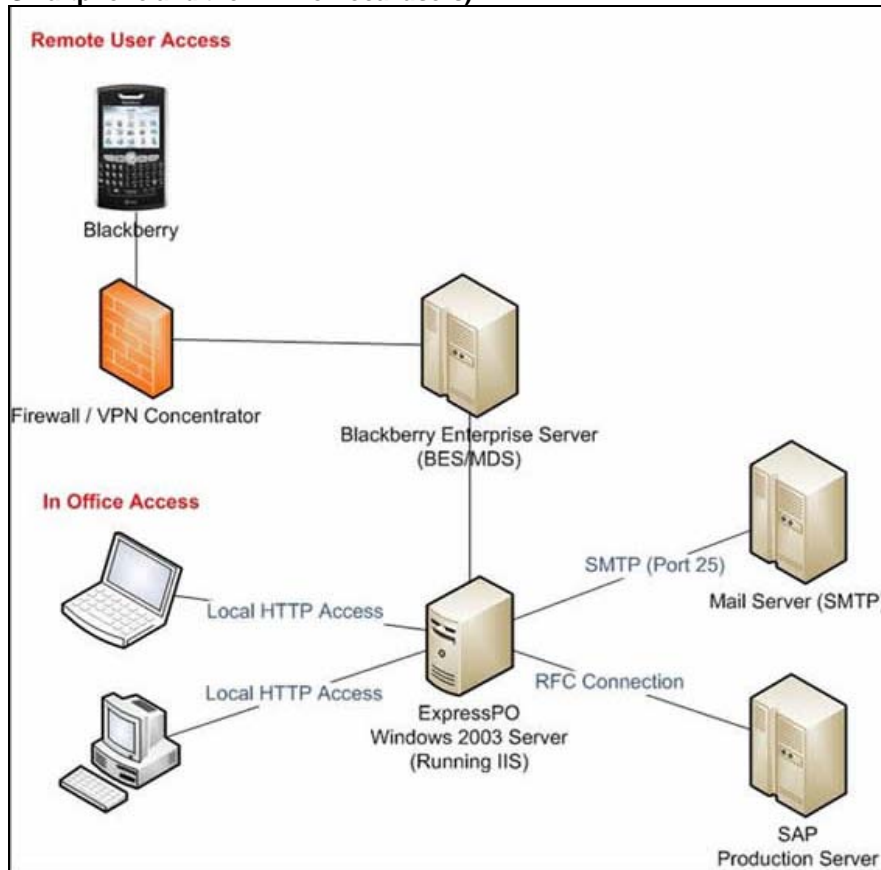 Remote User Access
Blackberry
Firewall / VPN Concentrator
Blackberry Enterprise Server
(BES/MDS)
In Office Access
SMTP (Port 25)
Mail Server (SMTP)
Local HTTP Access
Local HTTP Access
RFC Connection
ExpressPO
Windows 2003 Server
(Running IIS)
SAP
Production Server